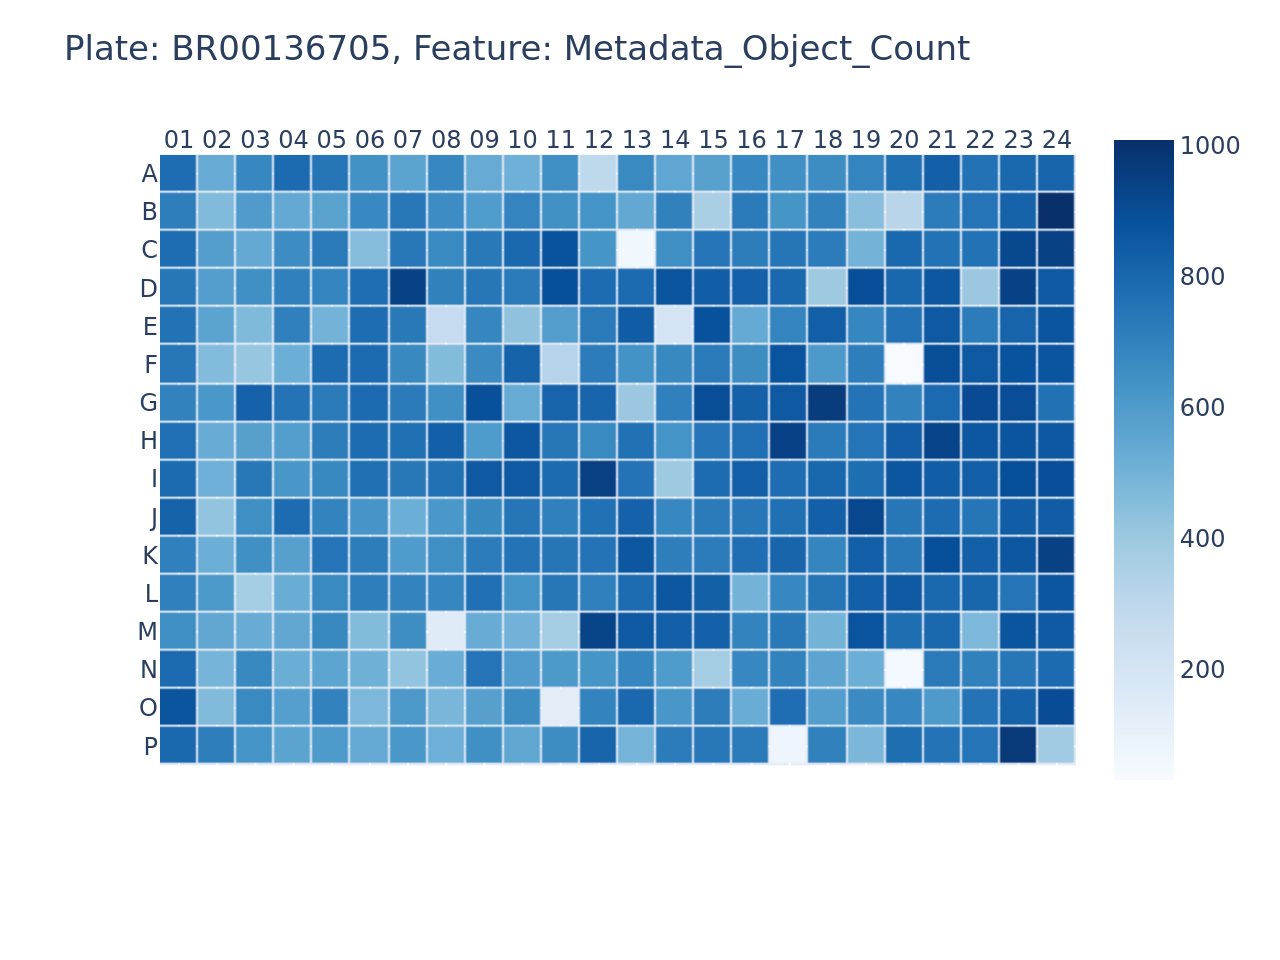 Plate: BR00136705, Feature: Metadata_Object_Count
01 02 03 04 05 06 07 08 09 10 11 12 13 14 15 16 17 18 19 20 21 22 23 24
A
B
C
D
E
F
G
H
I
J
K
L
M
N
O
P
1000
800
600
400
200